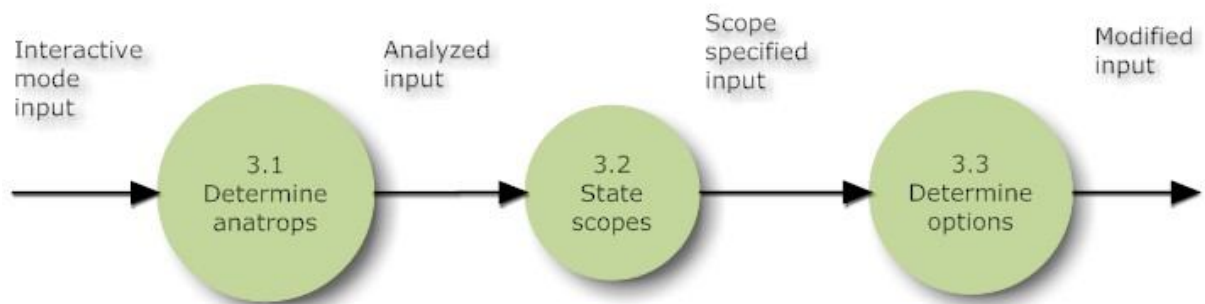 Interactive
mode
input
3.1
Determine
anatrops
Analyzed
input
3.2
State
scopes
Scope
specified
input
3.3
Determine
options
Modified
input